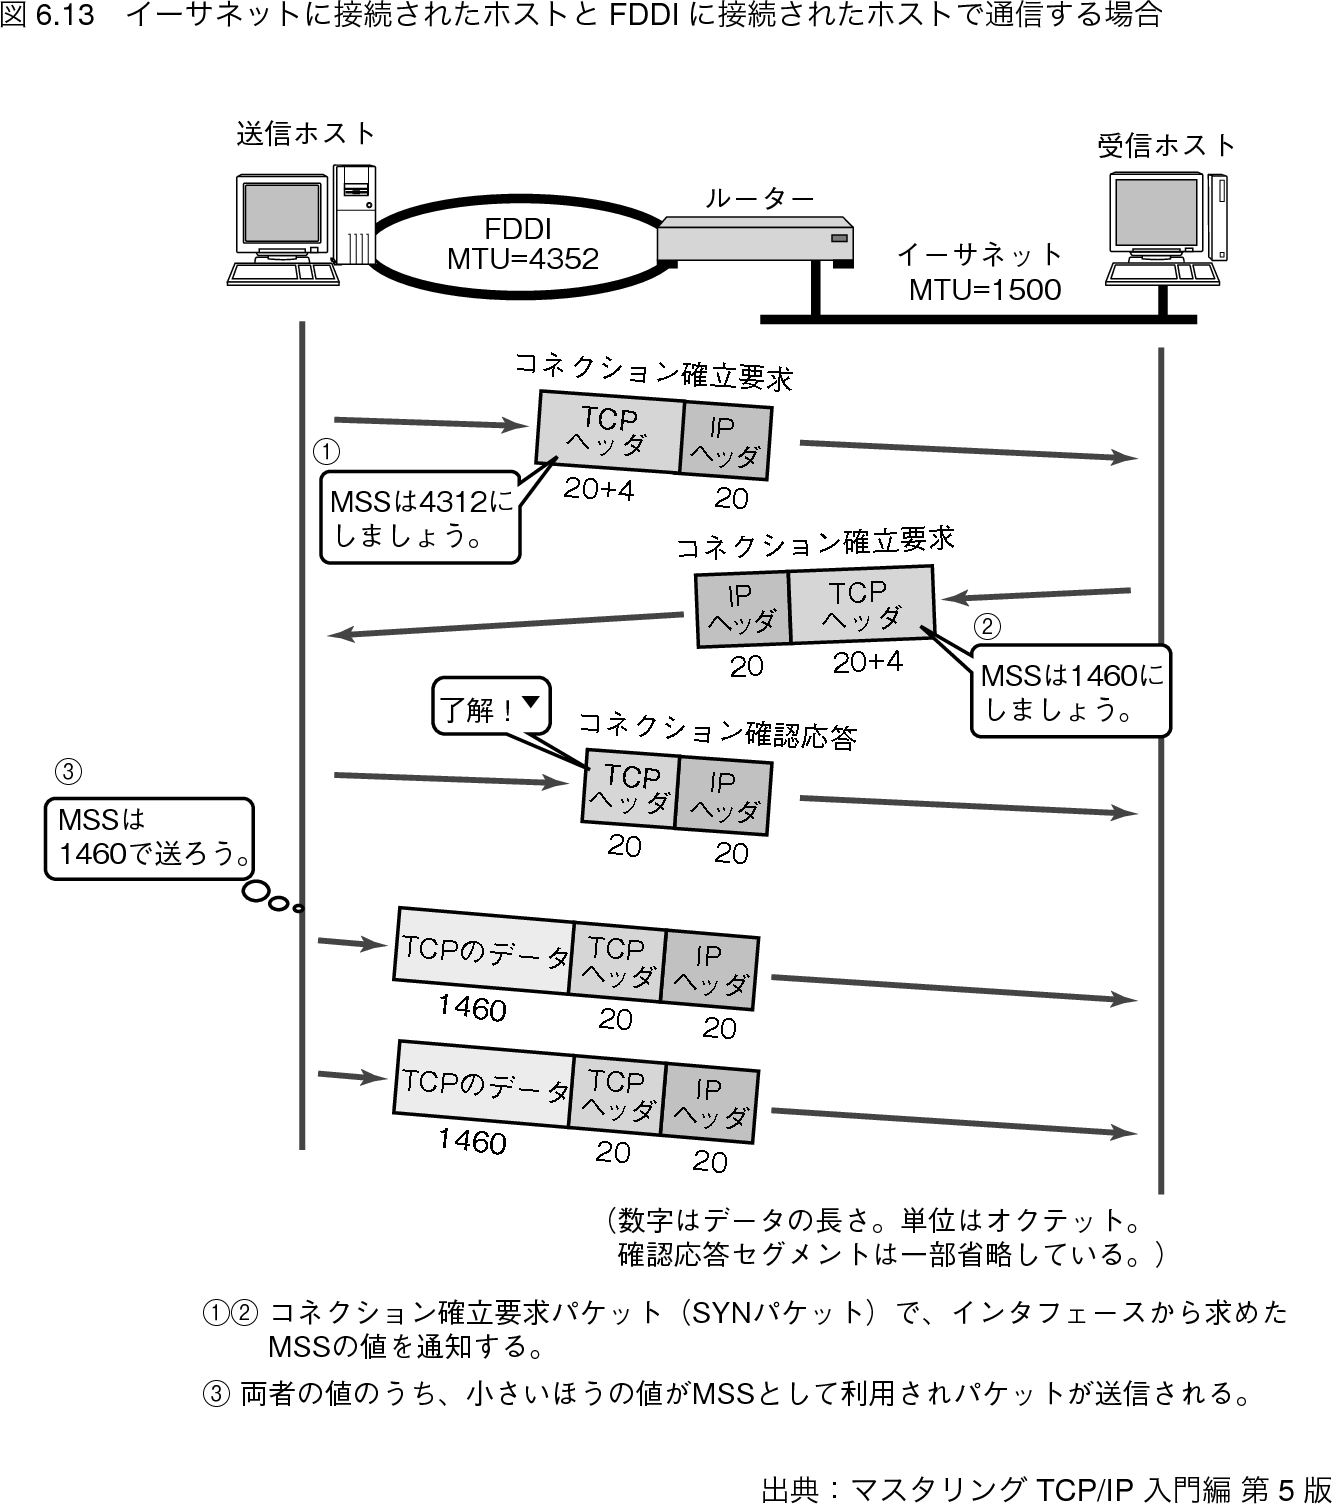 図 6.13　イーサネットに接続されたホストと FDDI に接続されたホストで通信する場合
送信ホスト
受信ホスト
ルーター
FDDI
MTU=4352
イーサネット
MTU=1500
コネクション確立要求
TCP
ヘッダ
IP
ヘッダ
20+4
20
①
MSSは4312に
しましょう。
コネクション確立要求
IP
ヘッダ
TCP
ヘッダ
20
20+4
②
MSSは1460に
しましょう。
了解！
コネクション確認応答
TCP
ヘッダ
IP
ヘッダ
20
20
③
MSSは
1460で送ろう。
TCPのデータ
TCP
ヘッダ
IP
ヘッダ
1460
20
20
TCPのデータ
TCP
ヘッダ
IP
ヘッダ
1460
20
20
（数字はデータの長さ。単位はオクテット。
確認応答セグメントは一部省略している。）
①② コネクション確立要求パケット（SYNパケット）で、インタフェースから求めた
MSSの値を通知する。
③ 両者の値のうち、小さいほうの値がMSSとして利用されパケットが送信される。
出典：マスタリング TCP/IP 入門編 第 5 版